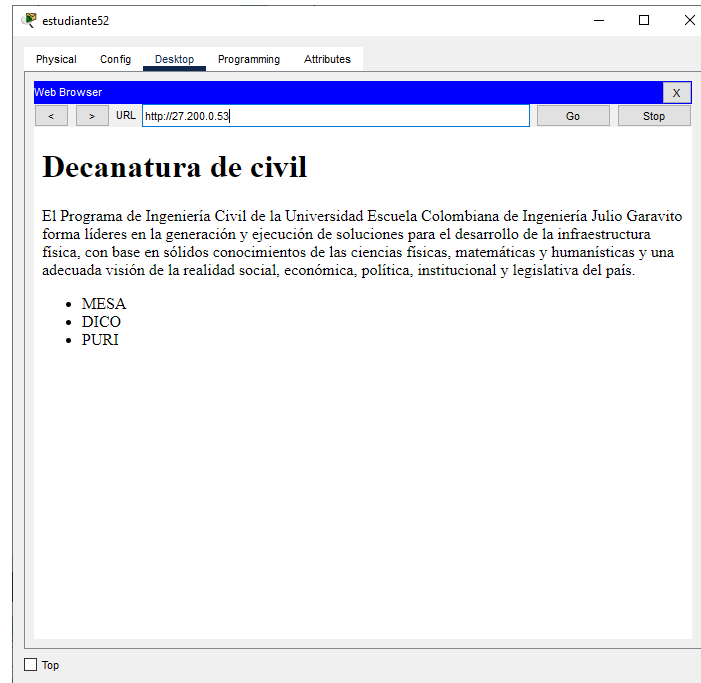 estudiante52
Physical Config Desktop Programming Attributes
Web Browser X
< > URL http://27.200.0.53 Go Stop
Decanatura de civil
El Programa de Ingeniería Civil de la Universidad Escuela Colombiana de Ingeniería Julio Garavito
forma líderes en la generación y ejecución de soluciones para el desarrollo de la infraestructura
física, con base en sólidos conocimientos de las ciencias físicas, matemáticas y humanísticas y una
adecuada visión de la realidad social, económica, política, institucional y legislativa del país.
• MESA
• DICO
• PURI
Top